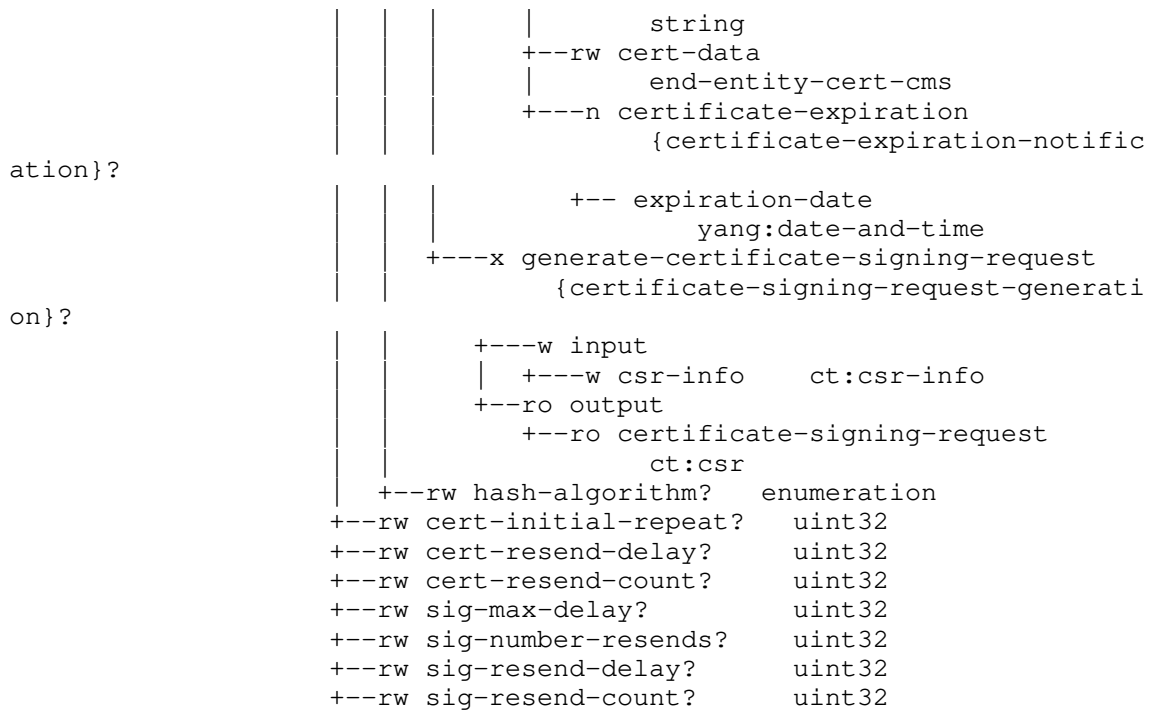 |  |  |     |       string
                          |  |  |     +--rw cert-data
                          |  |  |     |       end-entity-cert-cms
                          |  |  |     +---n certificate-expiration
                          |  |  |             {certificate-expiration-notific
ation}?
                          |  |  |        +-- expiration-date
                          |  |  |                yang:date-and-time
                          |  |  +---x generate-certificate-signing-request
                          |  |          {certificate-signing-request-generati
on}?
                          |  |     +---w input
                          |  |     |  +---w csr-info    ct:csr-info
                          |  |     +--ro output
                          |  |        +--ro certificate-signing-request
                          |  |                ct:csr
                          |  +--rw hash-algorithm?   enumeration
                          +--rw cert-initial-repeat?   uint32
                          +--rw cert-resend-delay?     uint32
                          +--rw cert-resend-count?     uint32
                          +--rw sig-max-delay?         uint32
                          +--rw sig-number-resends?    uint32
                          +--rw sig-resend-delay?      uint32
                          +--rw sig-resend-count?      uint32